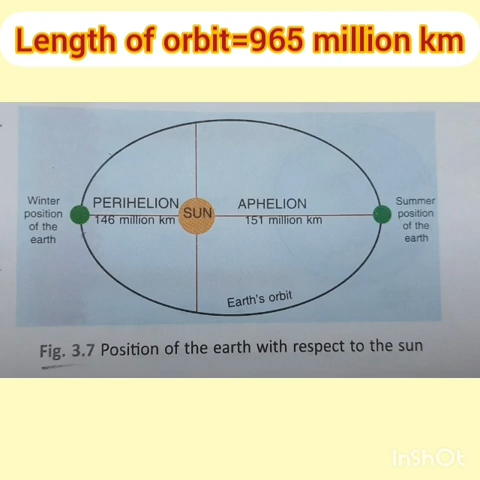 Length of orbit=965 million km
Winter
position
of the
earth
PERIHELION
146 million km
SUN
APHELION
151 million km
Summer
position
of the
earth
Earth's orbit
Fig. 3.7 Position of the earth with respect to the sun
InShOt